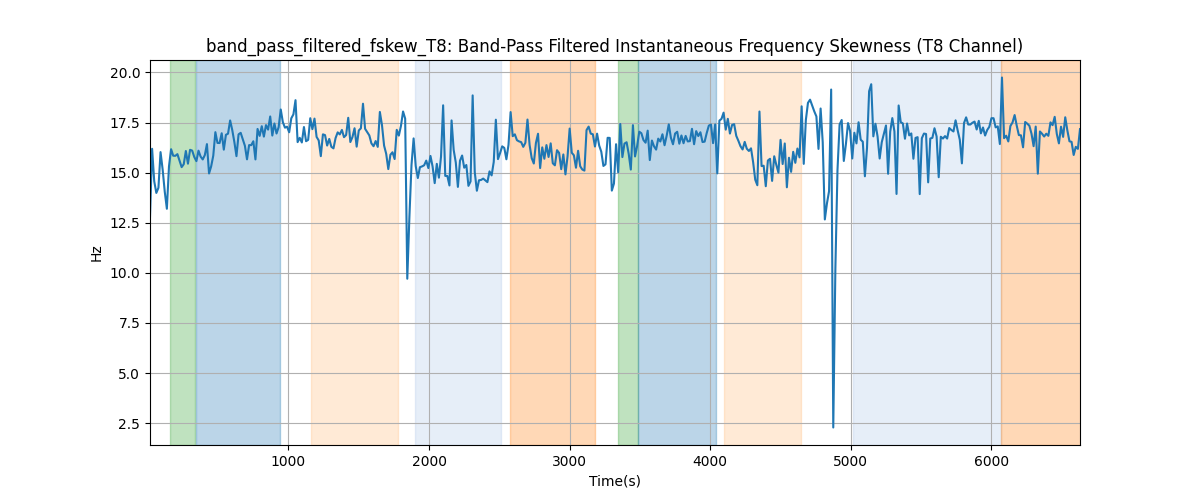 band_pass_filtered_fskew_T8: Band-Pass Filtered Instantaneous Frequency Skewness (T8 Channel)
20.0
17.5
15.0
12.5
10.0
7.5
5.0
2.5
Hz
1000 2000 3000 4000 5000 6000
Time(s)